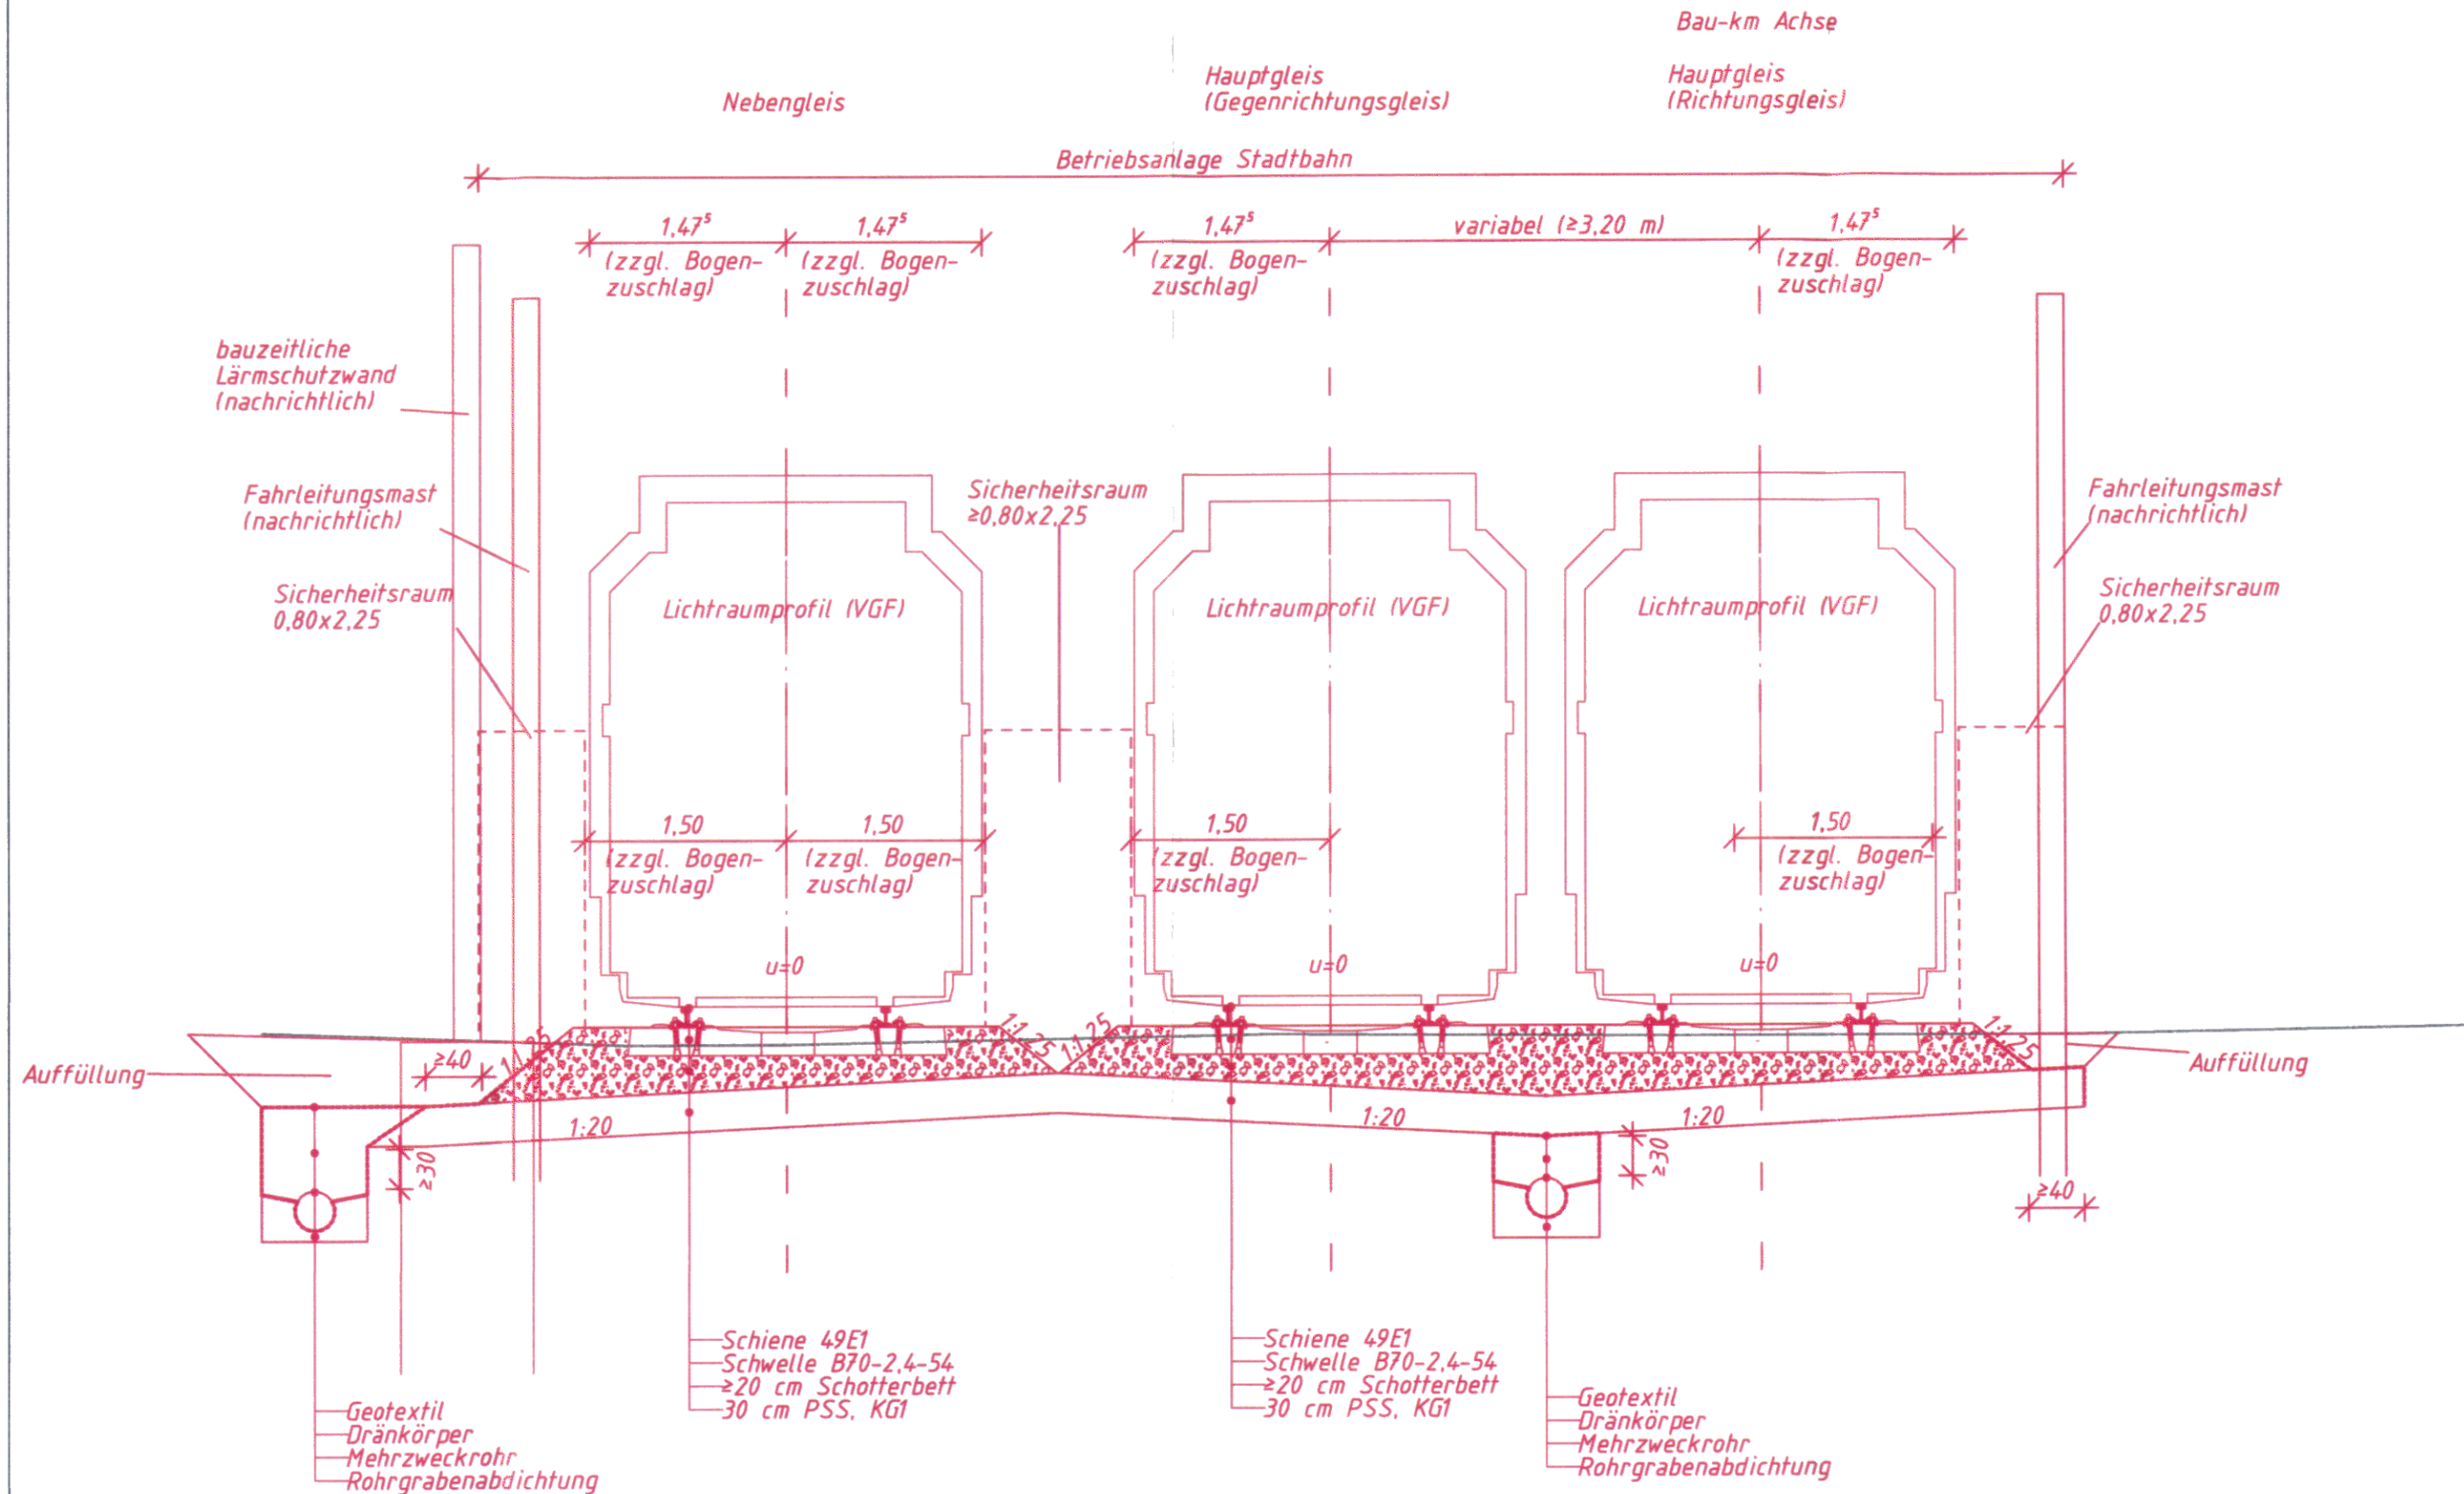 Bau-km Achse
Nebengleis
Hauptgleis
(Gegenrichtungsgleis)
Hauptgleis
(Richtungsgleis)
Betriebsanlage Stadtbahn
1,47⁵
(zzgl. Bogen-
zuschlag)
1,47⁵
(zzgl. Bogen-
zuschlag)
1,47⁵
(zzgl. Bogen-
zuschlag)
variabel (≥3,20 m)
1,47⁵
(zzgl. Bogen-
zuschlag)
bauzeitliche
Lärmschutzwand
(nachrichtlich)
Fahrleitungsmast
(nachrichtlich)
Sicherheitsraum
0,80x2,25
Sicherheitsraum
≥0,80x2,25
Fahrleitungsmast
(nachrichtlich)
Sicherheitsraum
0,80x2,25
Lichtraumprofil (VGF)
Lichtraumprofil (VGF)
Lichtraumprofil (VGF)
1,50
(zzgl. Bogen-
zuschlag)
1,50
(zzgl. Bogen-
zuschlag)
1,50
(zzgl. Bogen-
zuschlag)
1,50
(zzgl. Bogen-
zuschlag)
u=0
u=0
u=0
Auffüllung
≥40
1:1,25
1:1,25
1:1,25
Auffüllung
1:20
1:20
1:20
≥30
≥30
≥40
Schiene 49E1
Schwelle B70-2,4-54
≥20 cm Schotterbett
30 cm PSS, KG1
Schiene 49E1
Schwelle B70-2,4-54
≥20 cm Schotterbett
30 cm PSS, KG1
Geotextil
Dränkörper
Mehrzweckrohr
Rohrgrabenabdichtung
Geotextil
Dränkörper
Mehrzweckrohr
Rohrgrabenabdichtung